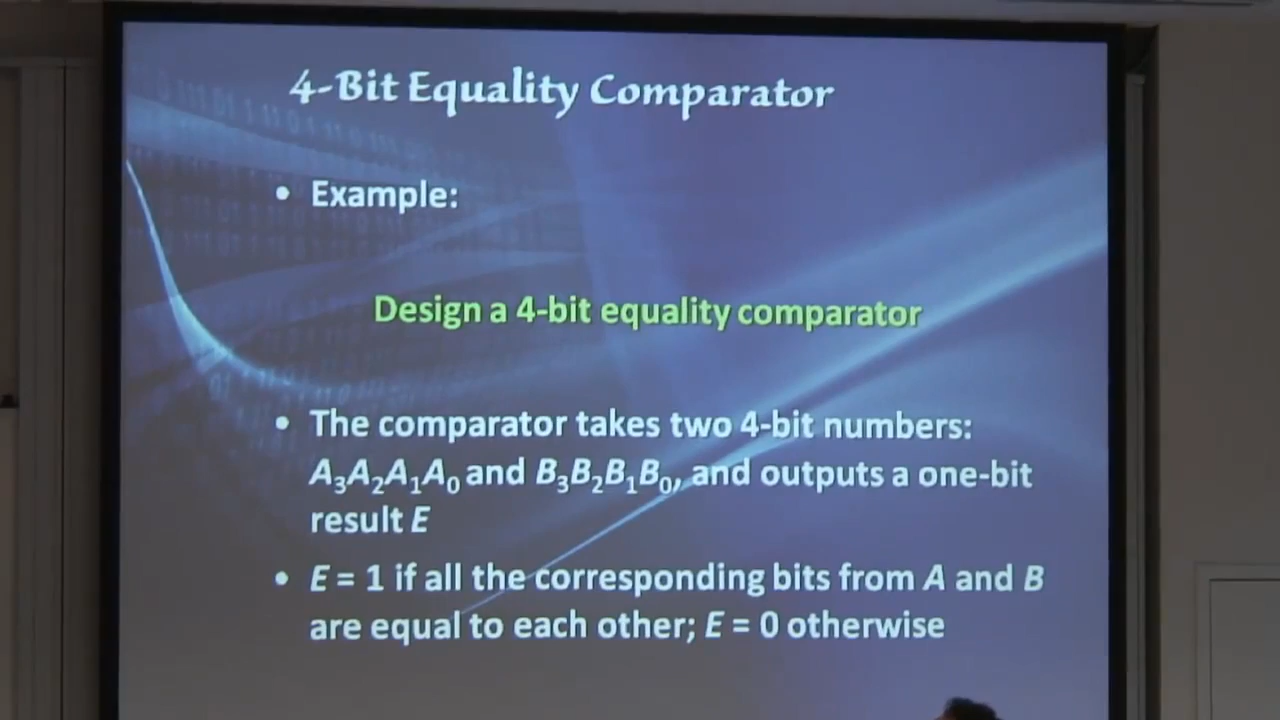 4-Bit Equality Comparator
• Example:
Design a 4-bit equality comparator
• The comparator takes two 4-bit numbers:
A₃A₂A₁A₀ and B₃B₂B₁B₀, and outputs a one-bit
result E
• E = 1 if all the corresponding bits from A and B
are equal to each other; E = 0 otherwise